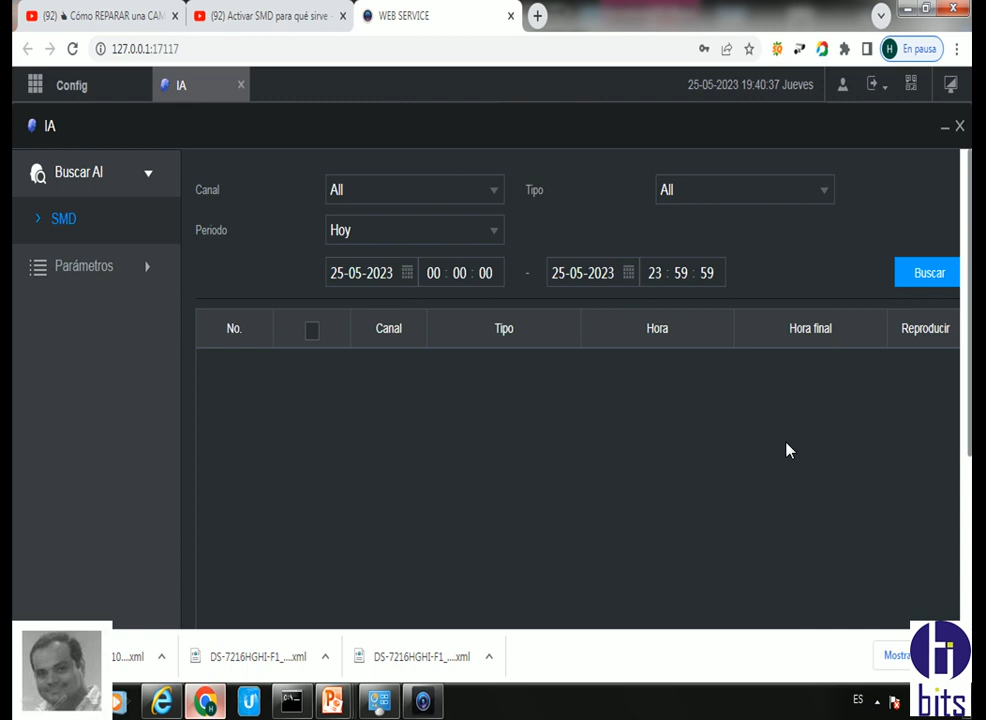 (92) Cómo REPARAR una CAM
(92) Activar SMD para qué sirve -
WEB SERVICE
127.0.0.1:17117
H En pausa
Config
IA
25-05-2023 19:40:37 Jueves
IA
Buscar AI
SMD
Parámetros
Canal All Tipo All
Periodo Hoy
25-05-2023 00 : 00 : 00 - 25-05-2023 23 : 59 : 59 Buscar
No. Canal Tipo Hora Hora final Reproducir
10....xml
DS-7216HGHI-F1_....xml
DS-7216HGHI-F1_....xml
Mostra
ES
hi
bits